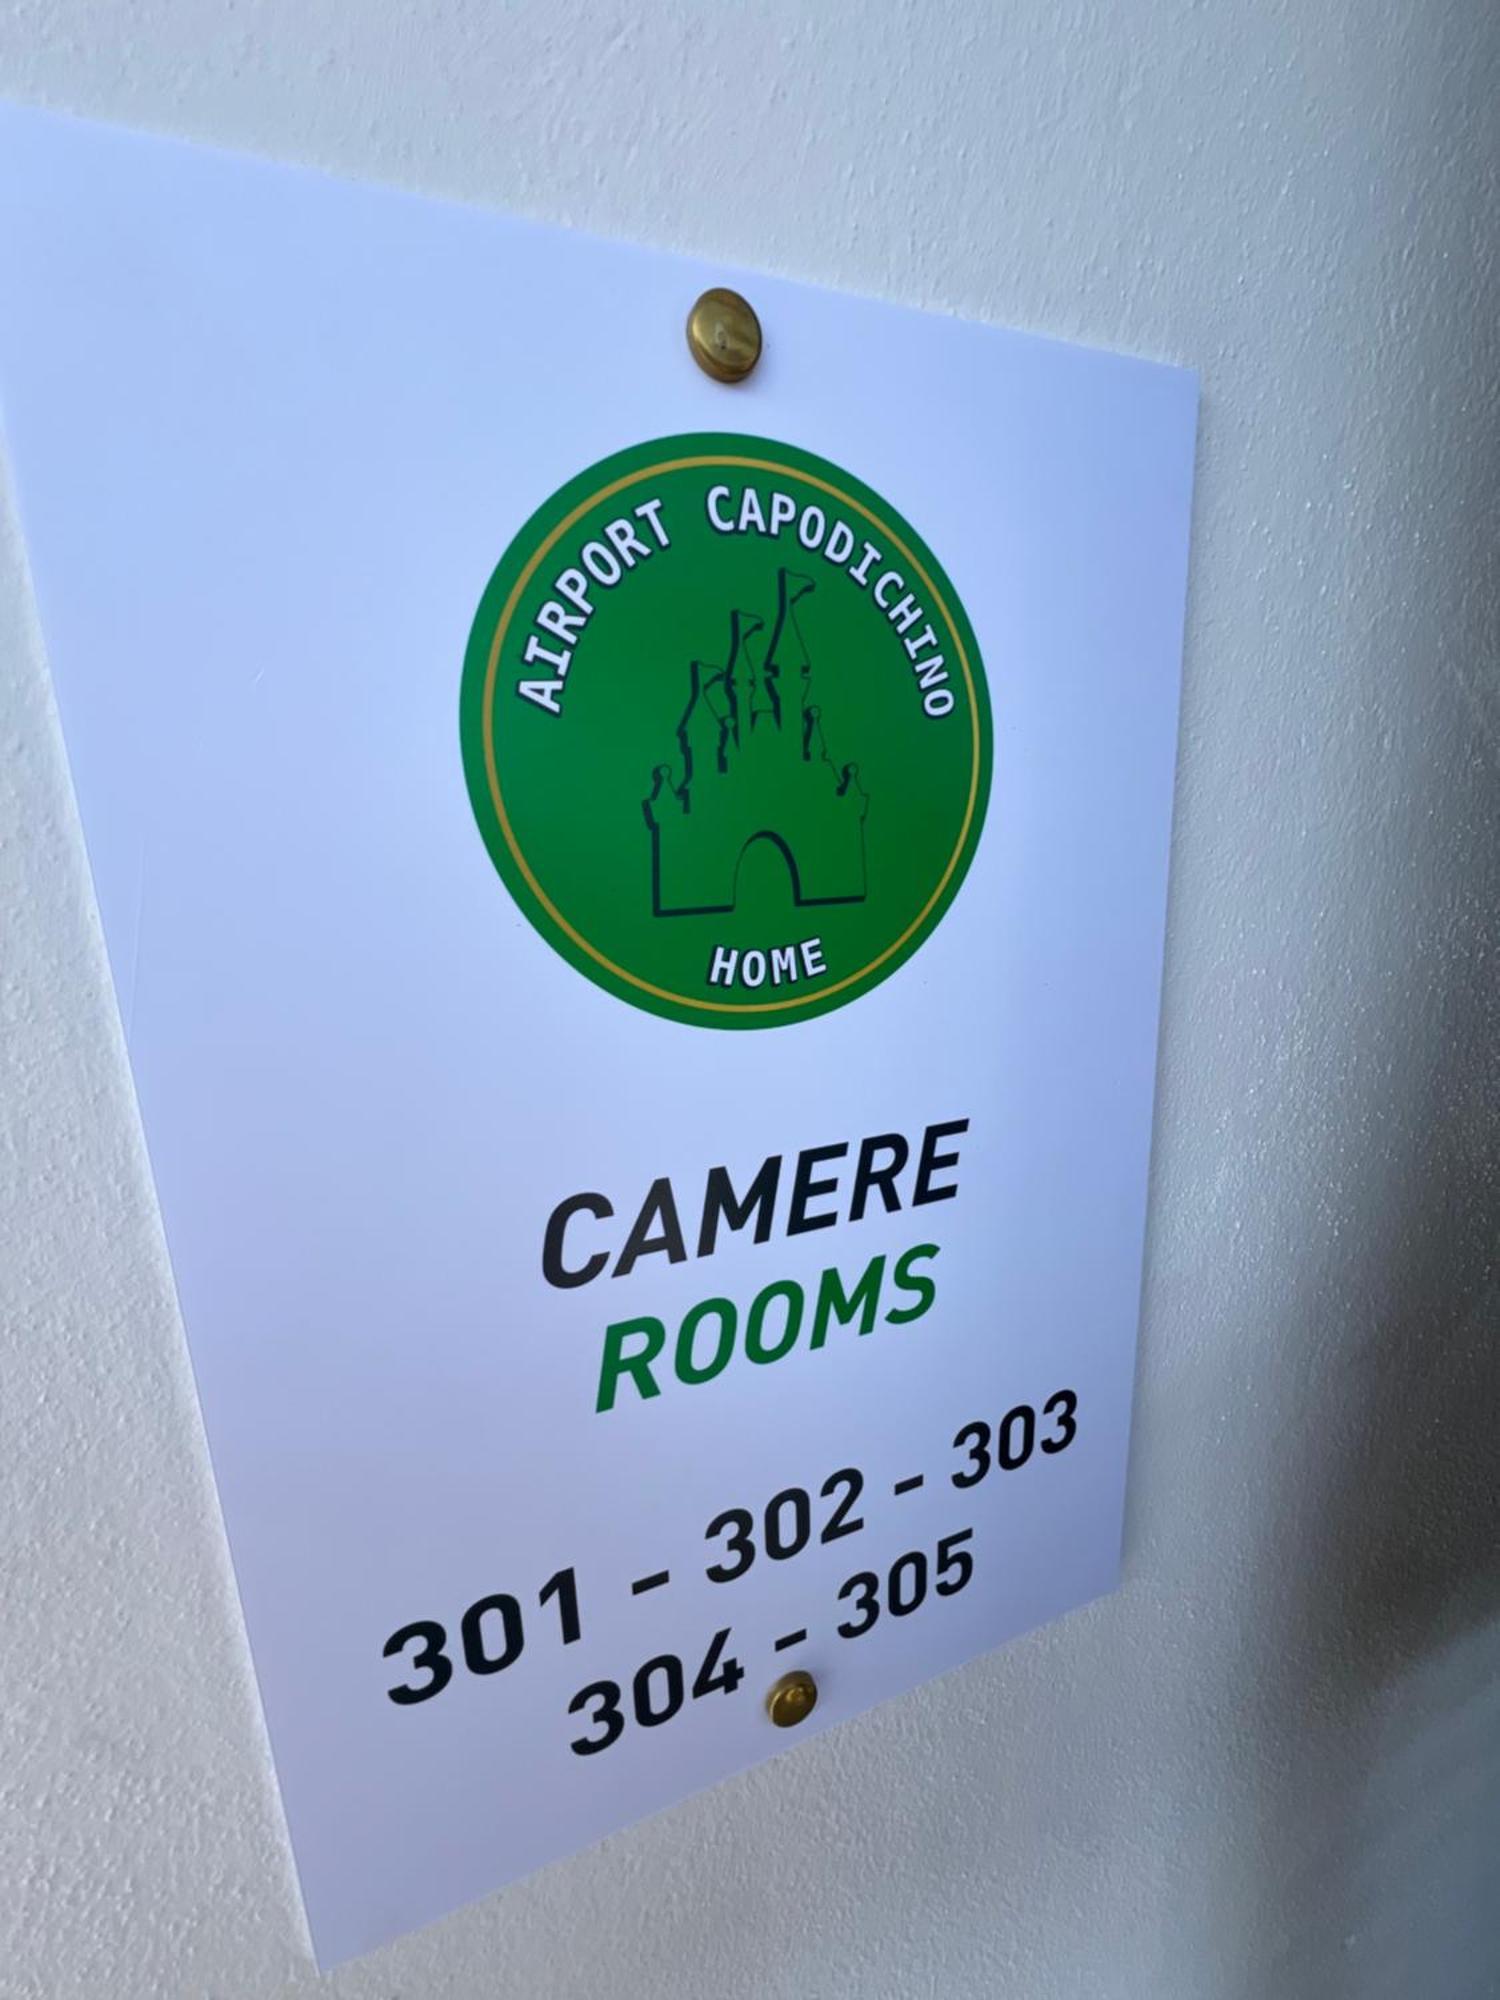 AIRPORT CAPODICHINO
HOME
CAMERE
ROOMS
301 - 302 - 303
304 - 305